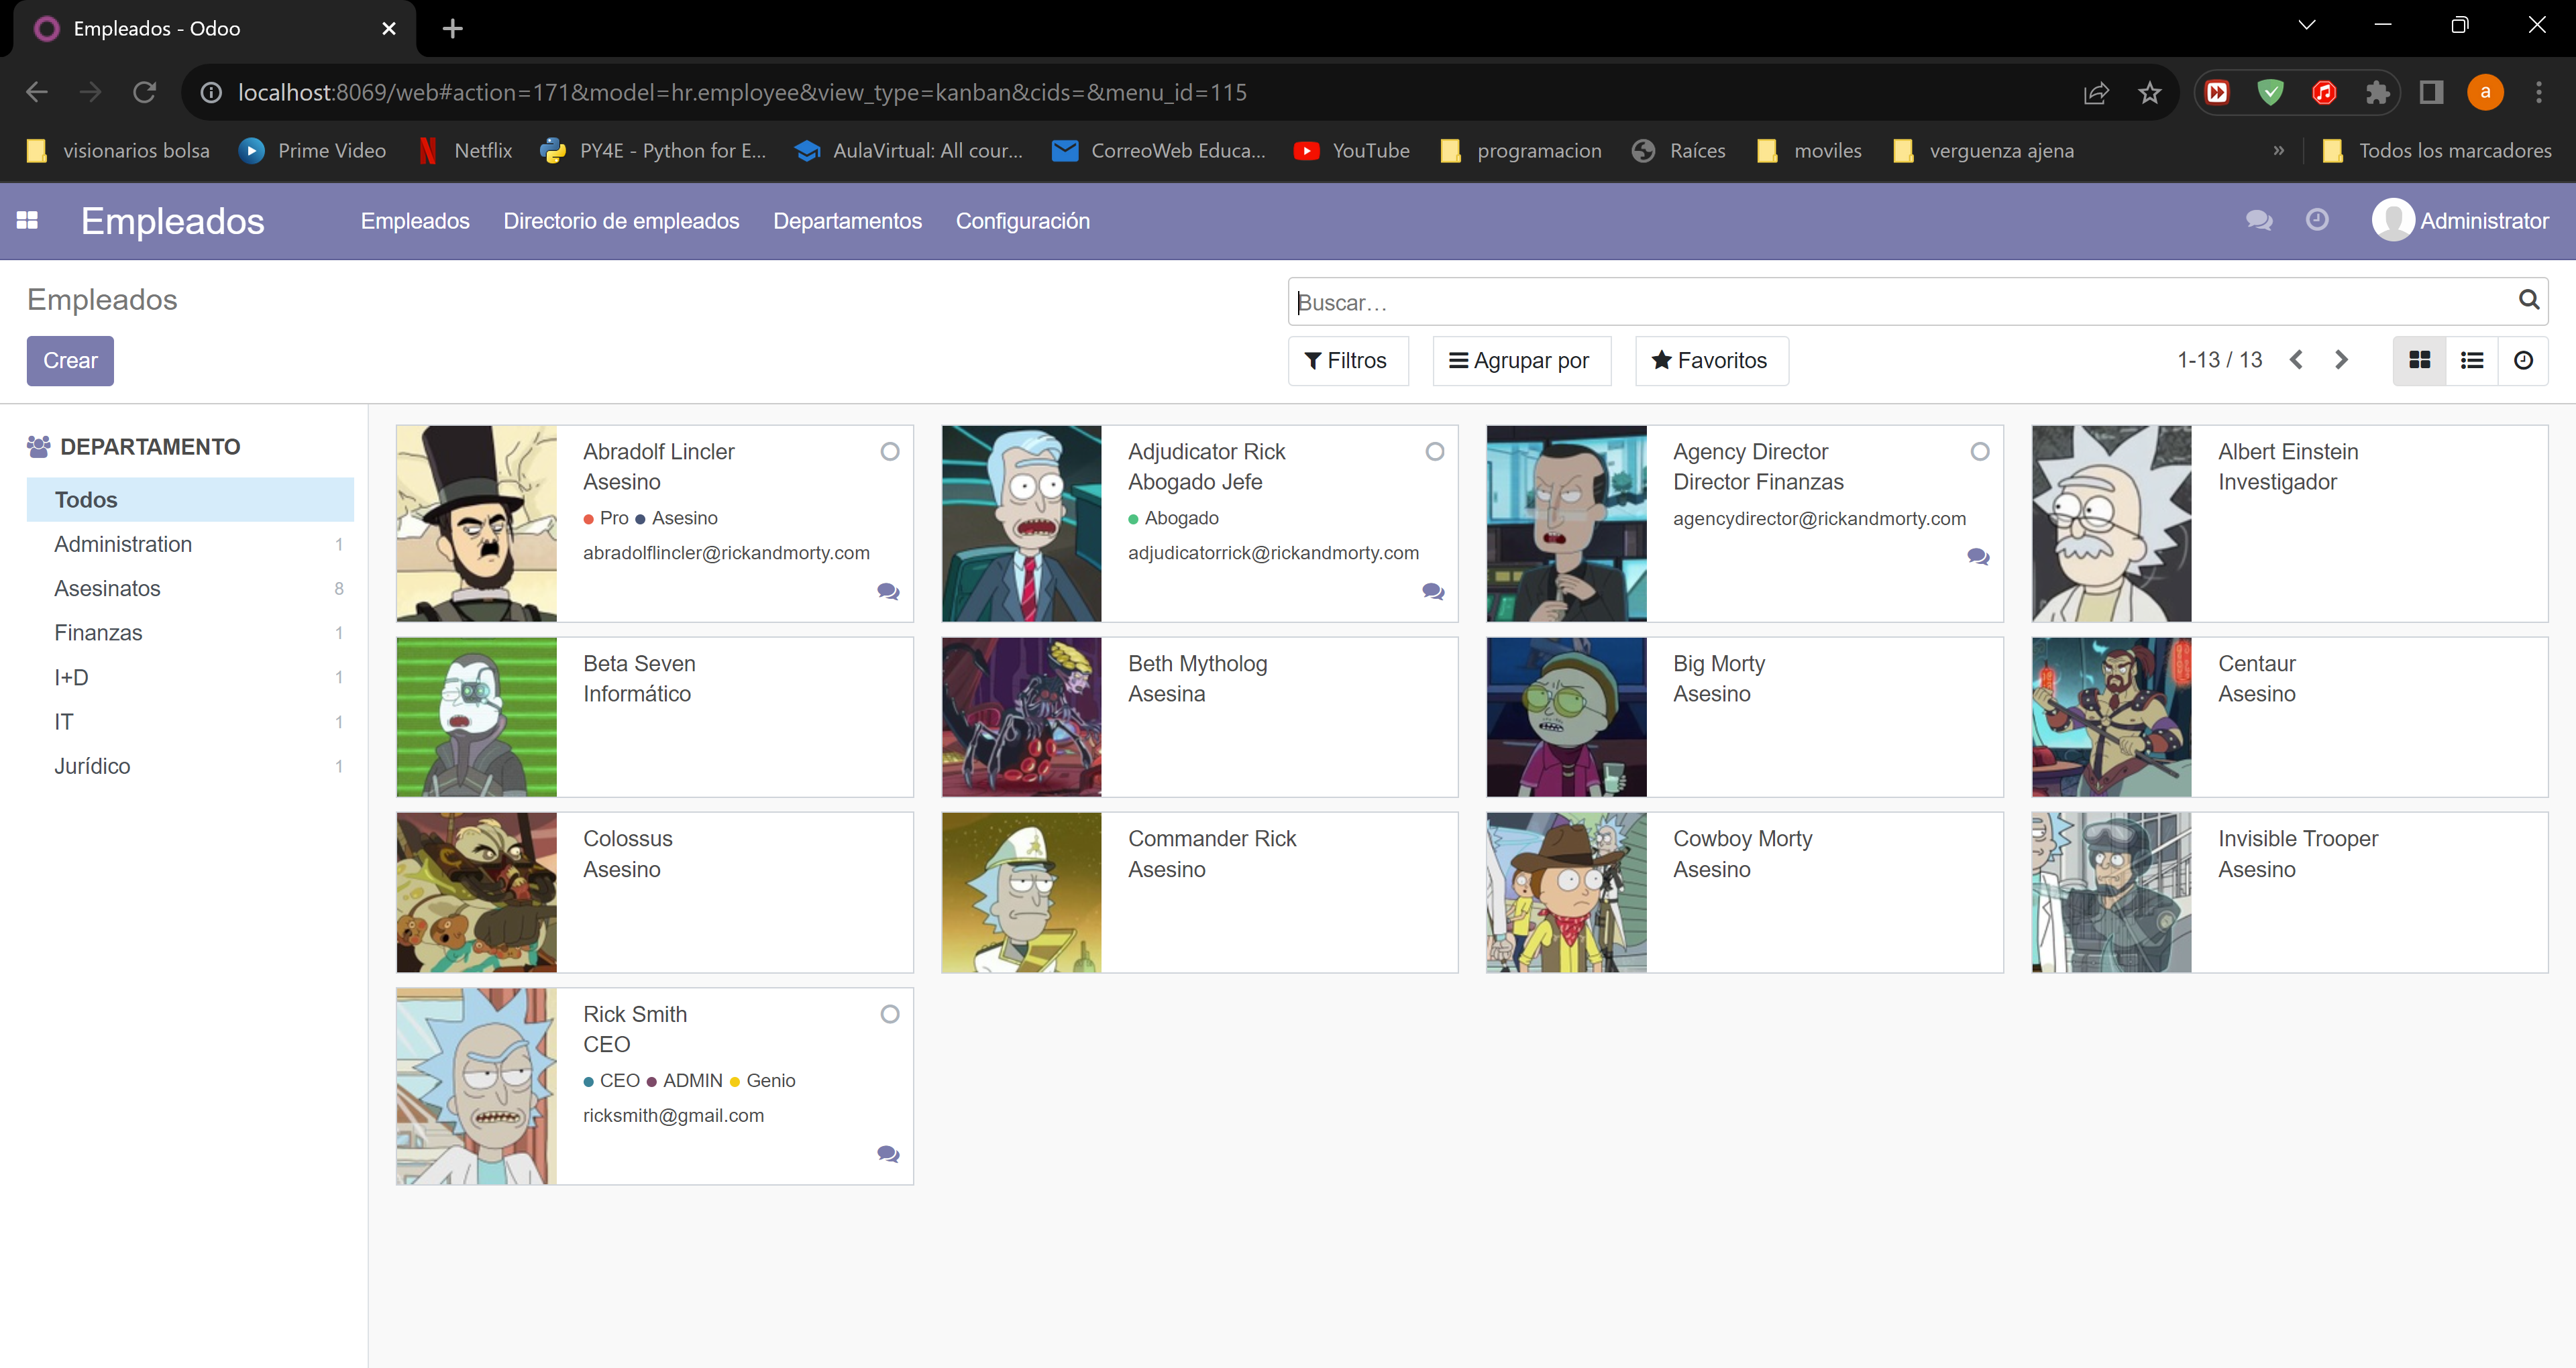 Empleados - Odoo
localhost:8069/web#action=171&model=hr.employee&view_type=kanban&cids=&menu_id=115
a
visionarios bolsa
Prime Video
Netflix
PY4E - Python for E...
AulaVirtual: All cour...
CorreoWeb Educa...
YouTube
programacion
Raíces
moviles
verguenza ajena
»
Todos los marcadores
Empleados
Empleados
Directorio de empleados
Departamentos
Configuración
Administrator
Empleados
Buscar...
Crear
Filtros
Agrupar por
Favoritos
1-13 / 13
DEPARTAMENTO
Todos
Administration 1
Asesinatos 8
Finanzas 1
I+D 1
IT 1
Jurídico 1
Abradolf Lincler
Asesino
Pro Asesino
abradolflincler@rickandmorty.com
Adjudicator Rick
Abogado Jefe
Abogado
adjudicatorrick@rickandmorty.com
Agency Director
Director Finanzas
agencydirector@rickandmorty.com
Albert Einstein
Investigador
Beta Seven
Informático
Beth Mytholog
Asesina
Big Morty
Asesino
Centaur
Asesino
Colossus
Asesino
Commander Rick
Asesino
Cowboy Morty
Asesino
Invisible Trooper
Asesino
Rick Smith
CEO
CEO ADMIN Genio
ricksmith@gmail.com